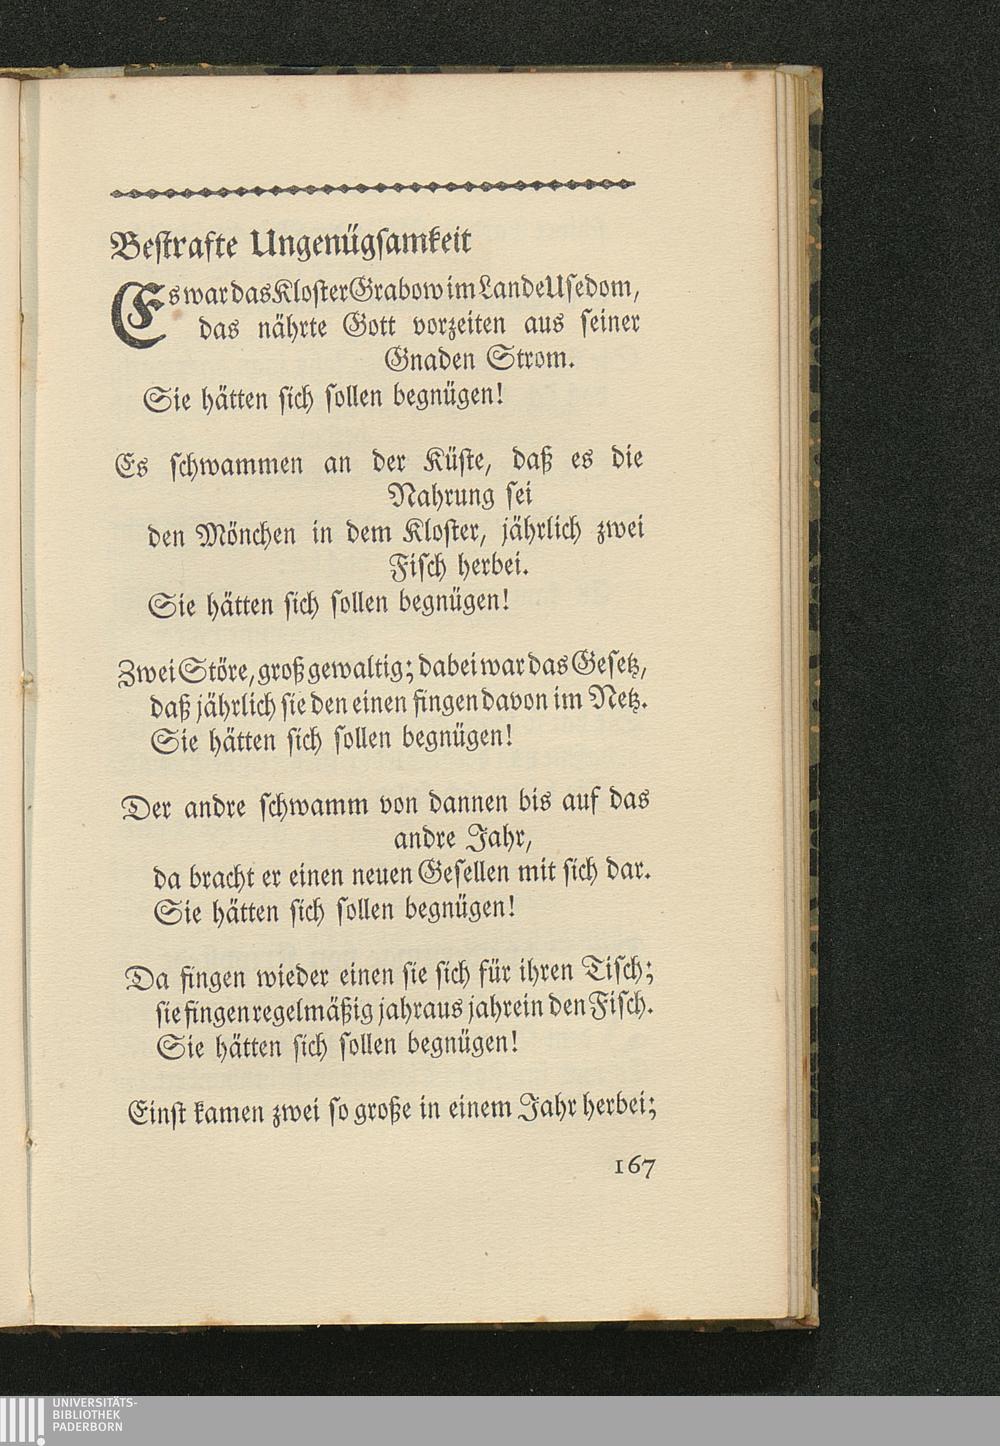 Bestrafte Ungenügsamkeit
Es war das Kloster Grabow im Lande Usedom,
das nährte Gott vorzeiten aus seiner
Gnaden Strom.
Sie hätten sich sollen begnügen!
Es schwammen an der Küste, daß es die
Nahrung sei
den Mönchen in dem Kloster, jährlich zwei
Fisch herbei.
Sie hätten sich sollen begnügen!
Zwei Störe, groß gewaltig; dabei war das Gesetz,
daß jährlich sie den einen fingen davon im Netz.
Sie hätten sich sollen begnügen!
Der andre schwamm von dannen bis auf das
andre Jahr,
da bracht er einen neuen Gesellen mit sich dar.
Sie hätten sich sollen begnügen!
Da fingen wieder einen sie sich für ihren Tisch;
sie fingen regelmäßig jahraus jahrein den Fisch.
Sie hätten sich sollen begnügen!
Einst kamen zwei so große in einem Jahr herbei;
167
UNIVERSITÄTS-
BIBLIOTHEK
PADERBORN